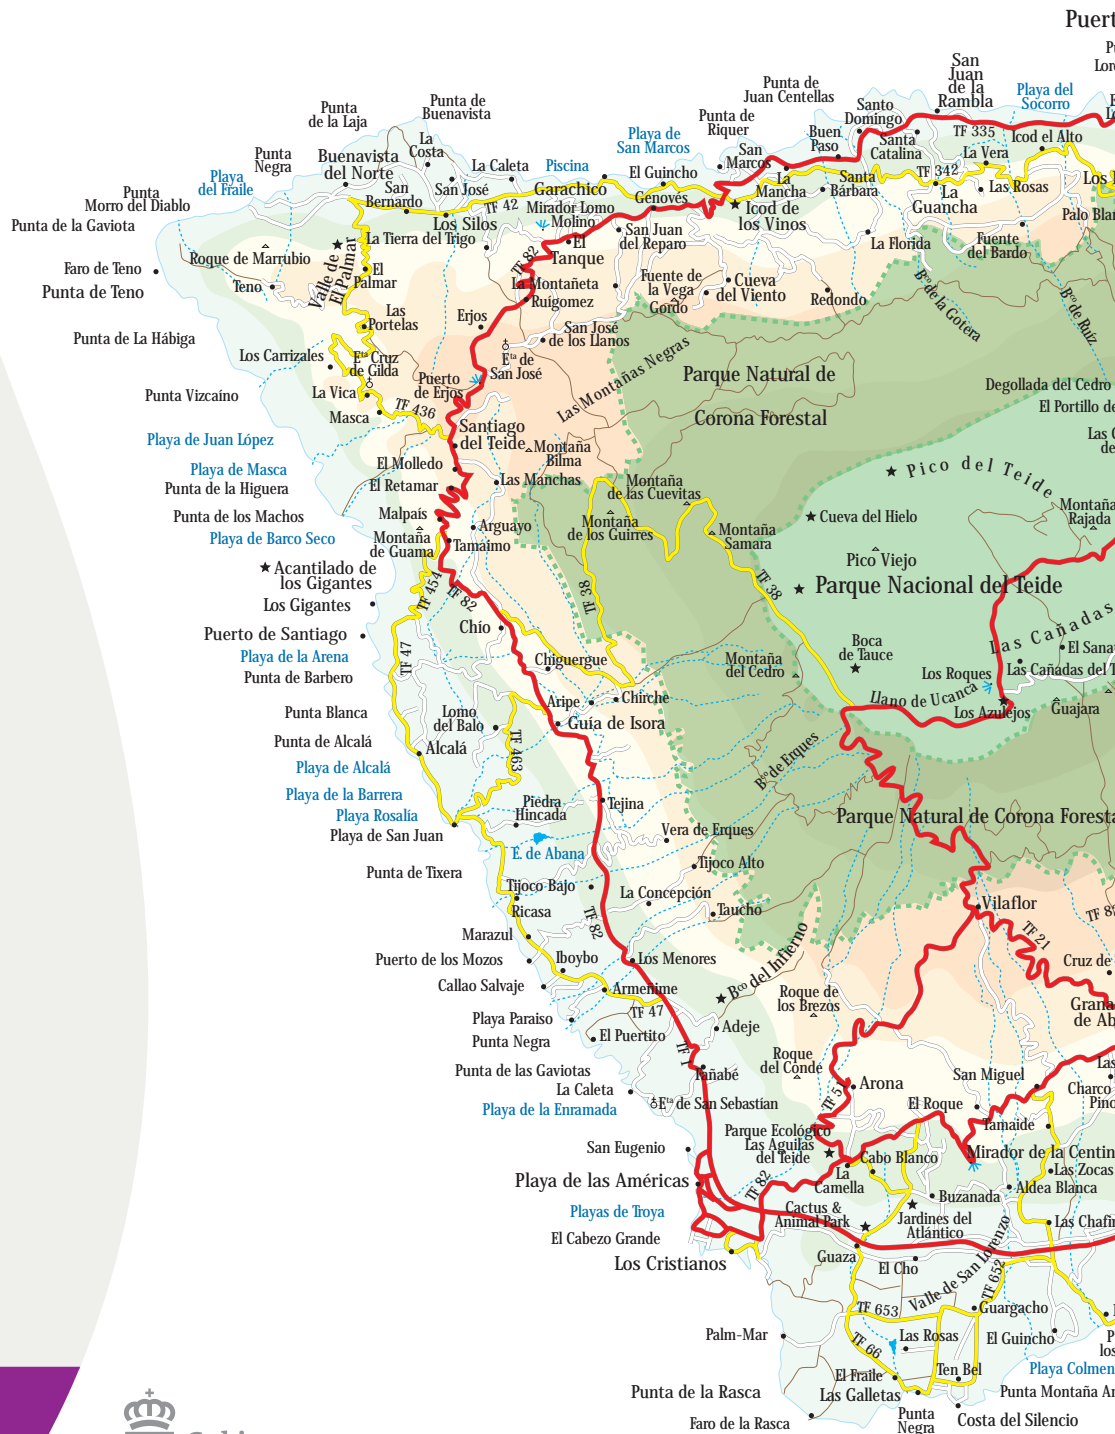 Puert
San
Juan
de la
Rambla
Playa del
Socorro
Punta de
Juan Centellas
Santo
Domingo
Punta de
Buenavista
Punta
de la Laja
Punta de
Riquer
Playa de
San Marcos
Buen
Paso
Santa
Catalina
TF 335
Icod el Alto
La Vera
La
Costa
Punta
Negra
Buenavista
del Norte
La Caleta
Piscina
El Guincho
San
Marcos
La
Mancha
Santa
Bárbara
TF 342
La
Guancha
Las Rosas
Playa
del Fraile
San
Bernardo
San José
Garachico
Genovés
Icod de
los Vinos
Punta
Morro del Diablo
Punta de la Gaviota
Los Silos
TF 42
Mirador Lomo
Molino
San Juan
del Reparo
La Florida
Fuente
del Bardo
Palo Blan
La Tierra del Trigo
El
Tanque
TF 82
Roque de Marrubio
Valle de
El Palmar
Faro de Teno
Teno
El
Palmar
Punta de Teno
La Montañeta
Ruigomez
Fuente de
la Vega
Gordo
Cueva
del Viento
Redondo
Bco de la Gotera
Bco de Ruíz
Las
Portelas
Erjos
San José
de los Llanos
Punta de La Hábiga
Los Carrizales
Eta Cruz
de Gilda
Eta de
San José
Las Montañas Negras
Parque Natural de
Corona Forestal
Degollada del Cedro
El Portillo de
Punta Vizcaíno
La Vica
Masca
TF 436
Puerto
de Erjos
Santiago
del Teide
Montaña
Bilma
Playa de Juan López
El Molledo
Playa de Masca
El Retamar
Las Manchas
Punta de la Higuera
Montaña
de las Cuevitas
Pico del Teide
Montaña
Rajada
Punta de los Machos
Malpaís
Arguayo
Montaña
de los Guirres
Cueva del Hielo
Playa de Barco Seco
Montaña
de Guama
Tamaimo
Montaña
Samara
Pico Viejo
Acantilado de
los Gigantes
TF 454
TF 82
TF 38
TF 38
Parque Nacional del Teide
Los Gigantes
Puerto de Santiago
Chío
Boca
de Tauce
Las Cañadas
El Sana
Playa de la Arena
TF 47
Chiguergue
Montaña
del Cedro
Los Roques
Las Cañadas del T
Punta de Barbero
Aripe
Chirche
Llano de Ucanca
Los Azulejos
Guajara
Punta Blanca
Lomo
del Balo
Guía de Isora
Punta de Alcalá
Alcalá
TF 463
Bco de Erques
Playa de Alcalá
Playa de la Barrera
Piedra
Hincada
Tejina
Playa Rosalía
Playa de San Juan
Vera de Erques
Parque Natural de Corona Foresta
E. de Abana
Tijoco Alto
Punta de Tixera
Tijoco Bajo
La Concepción
Ricasa
TF 82
Taucho
Vilaflor
TF 21
Marazul
Puerto de los Mozos
Iboybo
Los Menores
Bco del Infierno
Cruz de
Callao Salvaje
Armeñime
Roque de
los Brezos
Grana
de Ab
Playa Paraiso
TF 47
Adeje
Punta Negra
El Puertito
TF 1
Roque
del Conde
Punta de las Gaviotas
Fañabé
TF 51
Arona
San Miguel
Las
Charco
Pino
La Caleta
Playa de la Enramada
Eta de San Sebastían
El Roque
Tamaide
San Eugenio
Parque Ecológico
Las Aguilas
del Teide
Cabo Blanco
Mirador de la Centin
Las Zocas
Playa de las Américas
TF 82
La
Camella
Buzanada
Aldea Blanca
Playas de Troya
Cactus &
Animal Park
Jardines del
Atlántico
Las Chafir
El Cabezo Grande
Guaza
El Cho
Valle de San Lorenzo
Los Cristianos
TF 652
TF 653
Guargacho
Palm-Mar
TF 66
Las Rosas
El Guincho
El Fraile
Ten Bel
Playa Colmen
Punta de la Rasca
Las Galletas
Punta Montaña Am
Faro de la Rasca
Punta
Negra
Costa del Silencio